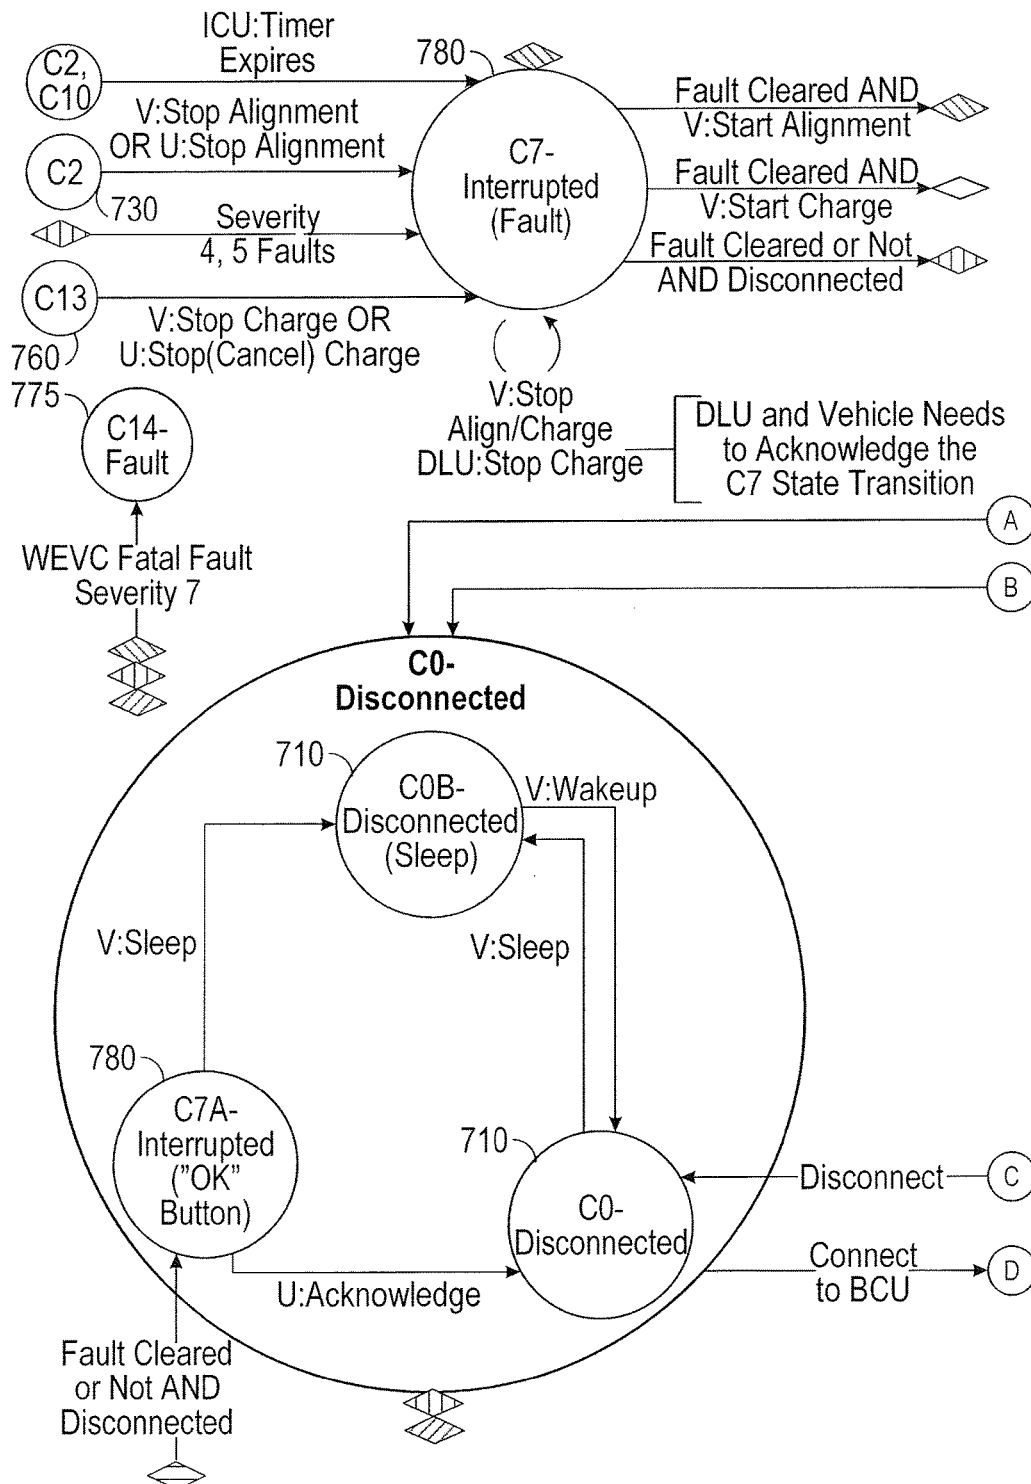 ICU:Timer
Expires
780
C2,
C10
Fault Cleared AND
V:Start Alignment
V:Stop Alignment
OR U:Stop Alignment
C2
730
C7-
Interrupted
(Fault)
Fault Cleared AND
V:Start Charge
Severity
4, 5 Faults
Fault Cleared or Not
AND Disconnected
C13
760
V:Stop Charge OR
U:Stop(Cancel) Charge
775
C14-
Fault
V:Stop
Align/Charge
DLU:Stop Charge
DLU and Vehicle Needs
to Acknowledge the
C7 State Transition
A
WEVC Fatal Fault
Severity 7
B
C0-
Disconnected
710
C0B-
Disconnected
(Sleep)
V:Wakeup
V:Sleep
V:Sleep
780
C7A-
Interrupted
("OK"
Button)
710
C0-
Disconnected
Disconnect
C
U:Acknowledge
Connect
to BCU
D
Fault Cleared
or Not AND
Disconnected